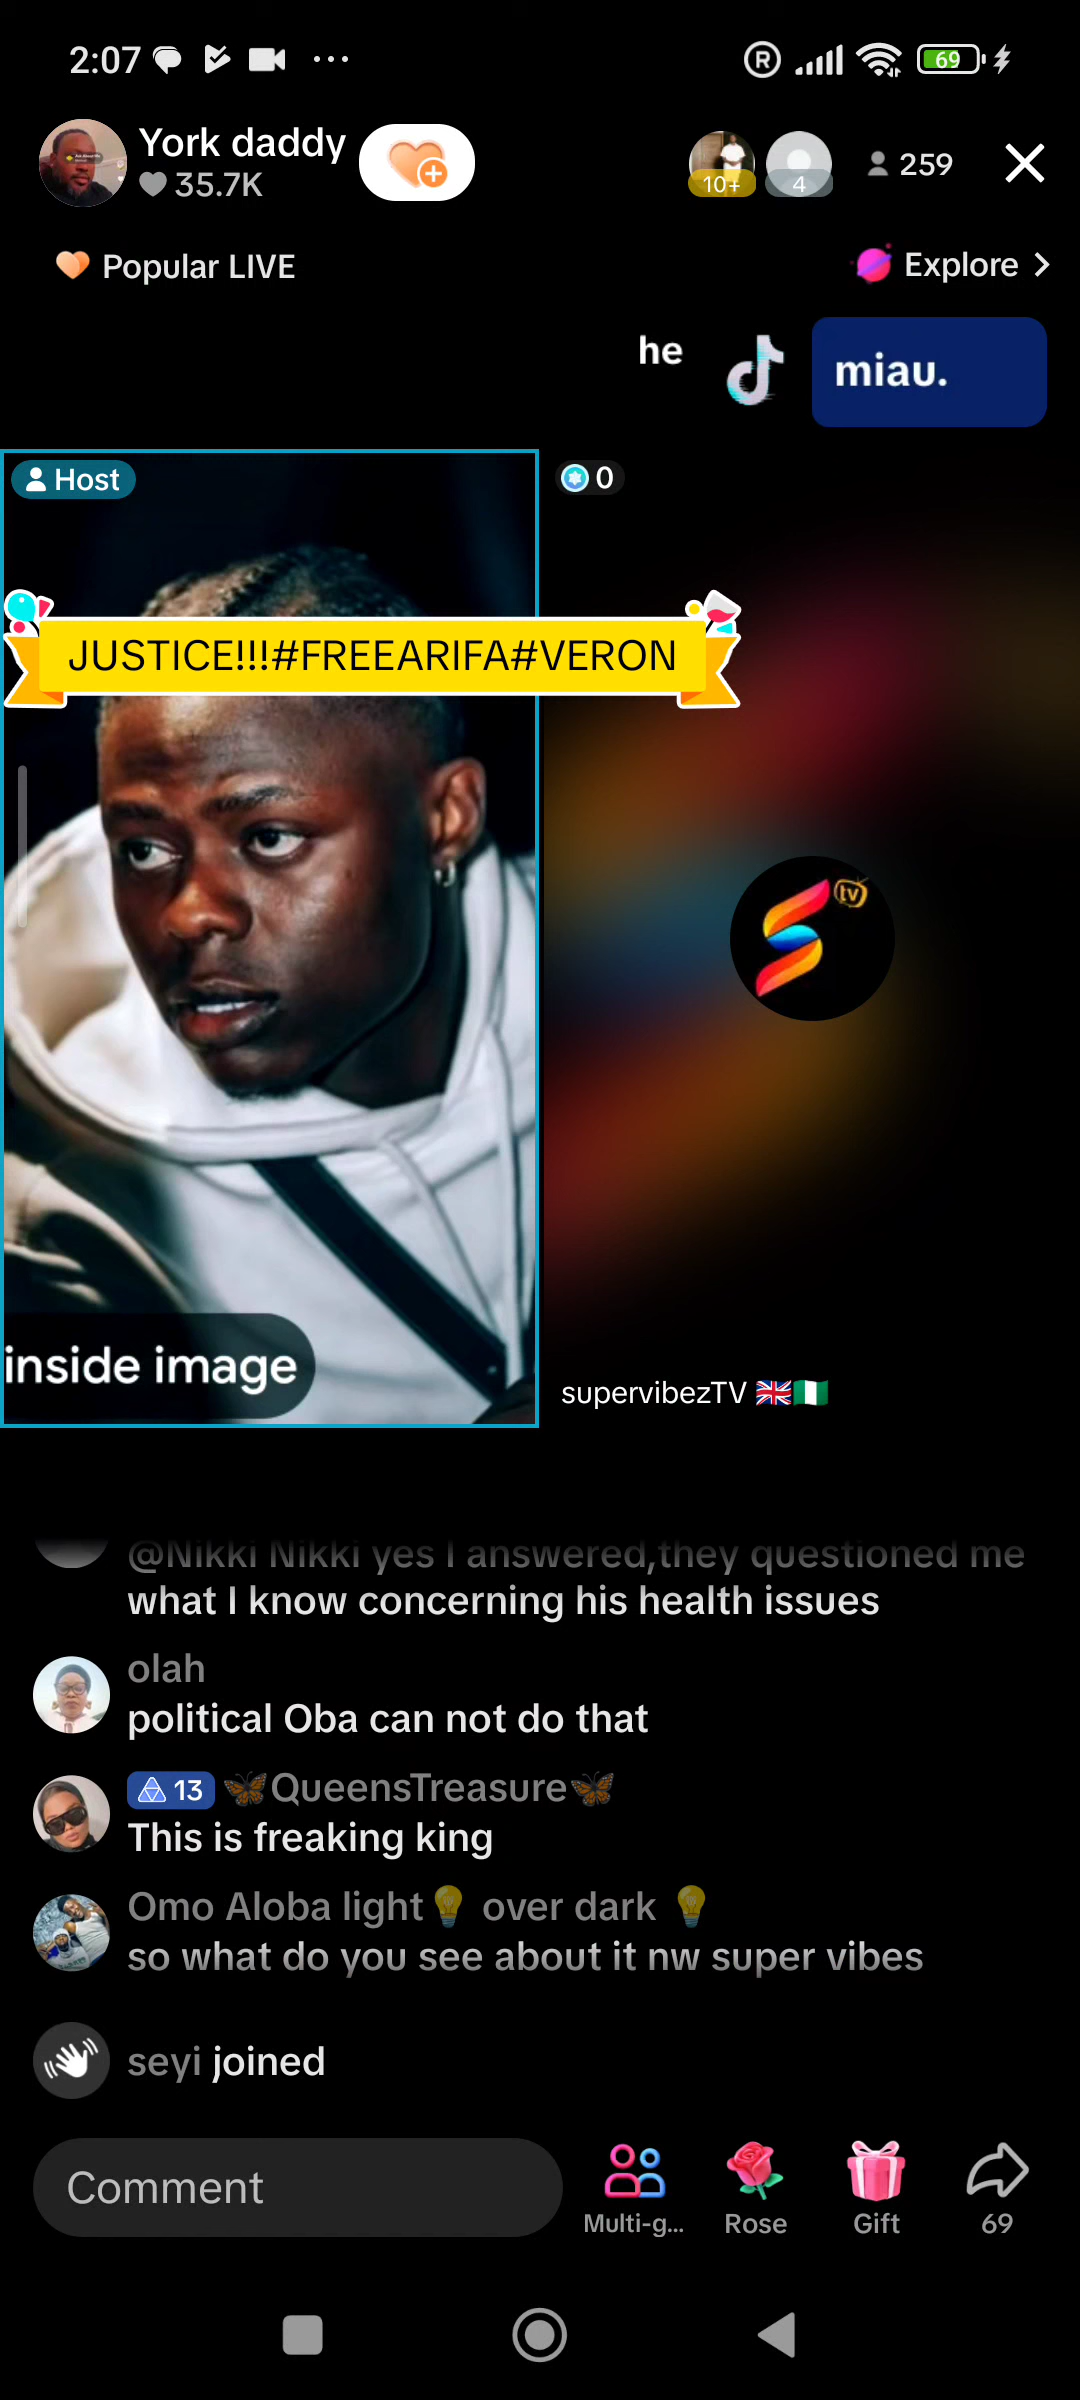 2:07
R
69
York daddy
35.7K
10+
4
259
Popular LIVE
Explore
he
miau.
Host
0
JUSTICE!!!#FREEARIFA#VERON
tv
inside image
supervibezTV 🇬🇧🇳🇬
@Nikki Nikki yes I answered,they questioned me
what I know concerning his health issues
olah
political Oba can not do that
13 🦋QueensTreasure🦋
This is freaking king
Omo Aloba light💡 over dark 💡
so what do you see about it nw super vibes
seyi joined
Comment
Multi-g...
Rose
Gift
69